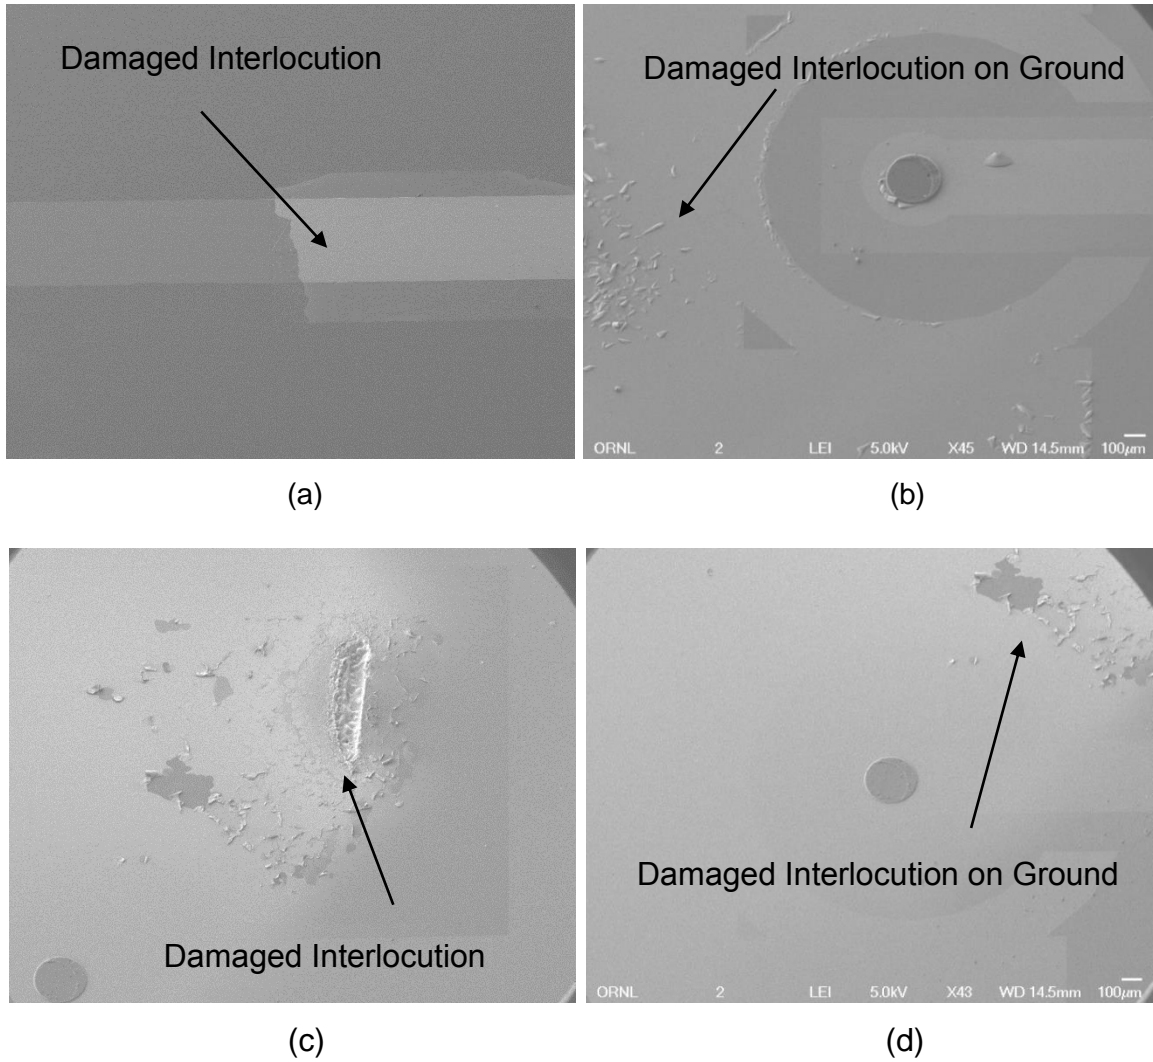 Damaged Interlocution
Damaged Interlocution on Ground
ORNL 2 LEI 5.0kV X45 WD 14.5mm 100μm
(a)
(b)
Damaged Interlocution
Damaged Interlocution on Ground
ORNL 2 LEI 5.0kV X43 WD 14.5mm 100μm
(c)
(d)